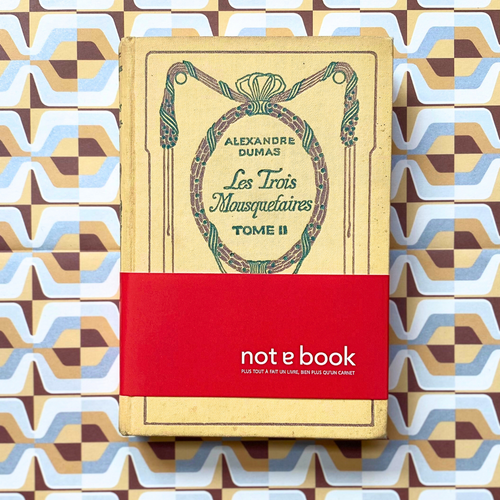 ALEXANDRE
DUMAS
Les Trois
Mousquetaires
TOME II
not a book
PLUS TOUT À FAIT UN LIVRE, BIEN PLUS QU'UN CARNET